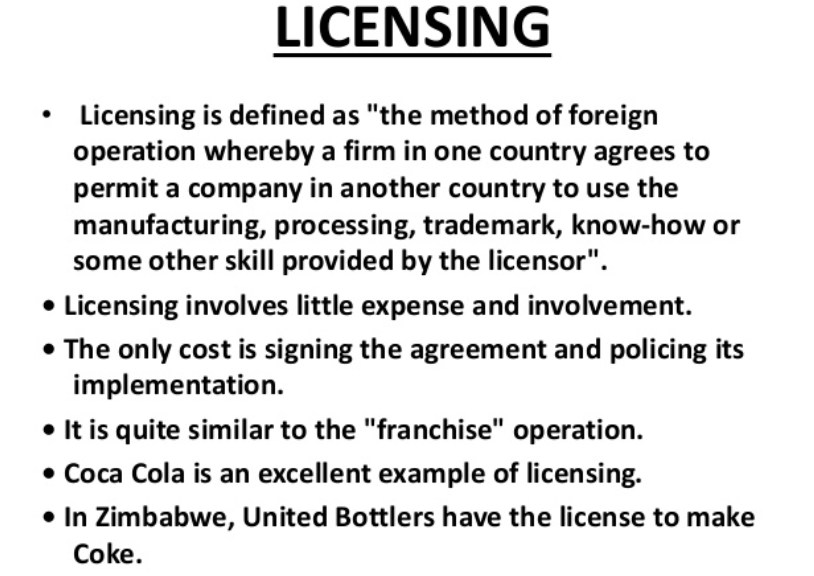 LICENSING
• Licensing is defined as "the method of foreign
operation whereby a firm in one country agrees to
permit a company in another country to use the
manufacturing, processing, trademark, know-how or
some other skill provided by the licensor".
• Licensing involves little expense and involvement.
• The only cost is signing the agreement and policing its
implementation.
• It is quite similar to the "franchise" operation.
• Coca Cola is an excellent example of licensing.
• In Zimbabwe, United Bottlers have the license to make
Coke.